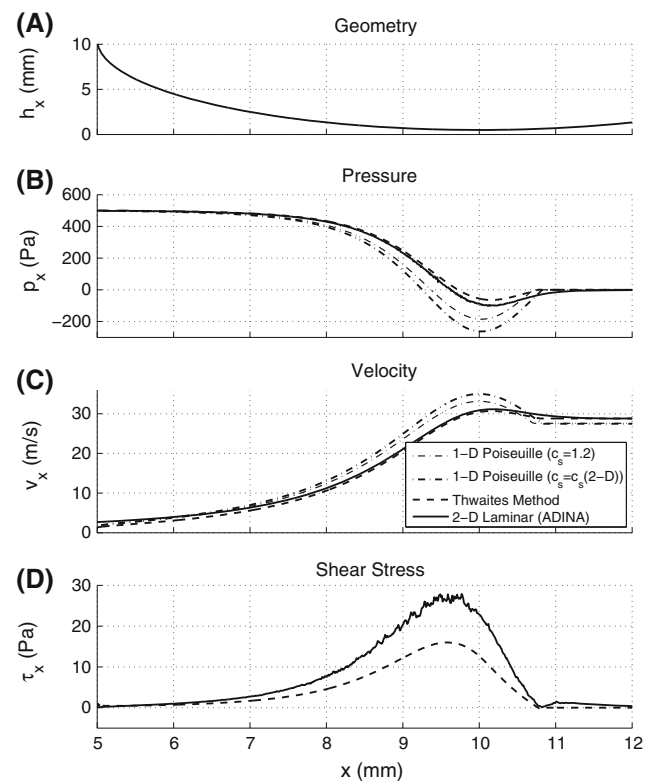 (A)
Geometry
10
5
0
h_x (mm)
(B)
Pressure
600
400
200
0
−200
p_x (Pa)
(C)
Velocity
30
20
10
0
v_x (m/s)
1−D Poiseuille (c_s=1.2)
1−D Poiseuille (c_s=c_s(2−D))
Thwaites Method
2−D Laminar (ADINA)
(D)
Shear Stress
30
20
10
0
τ_x (Pa)
5 6 7 8 9 10 11 12
x (mm)